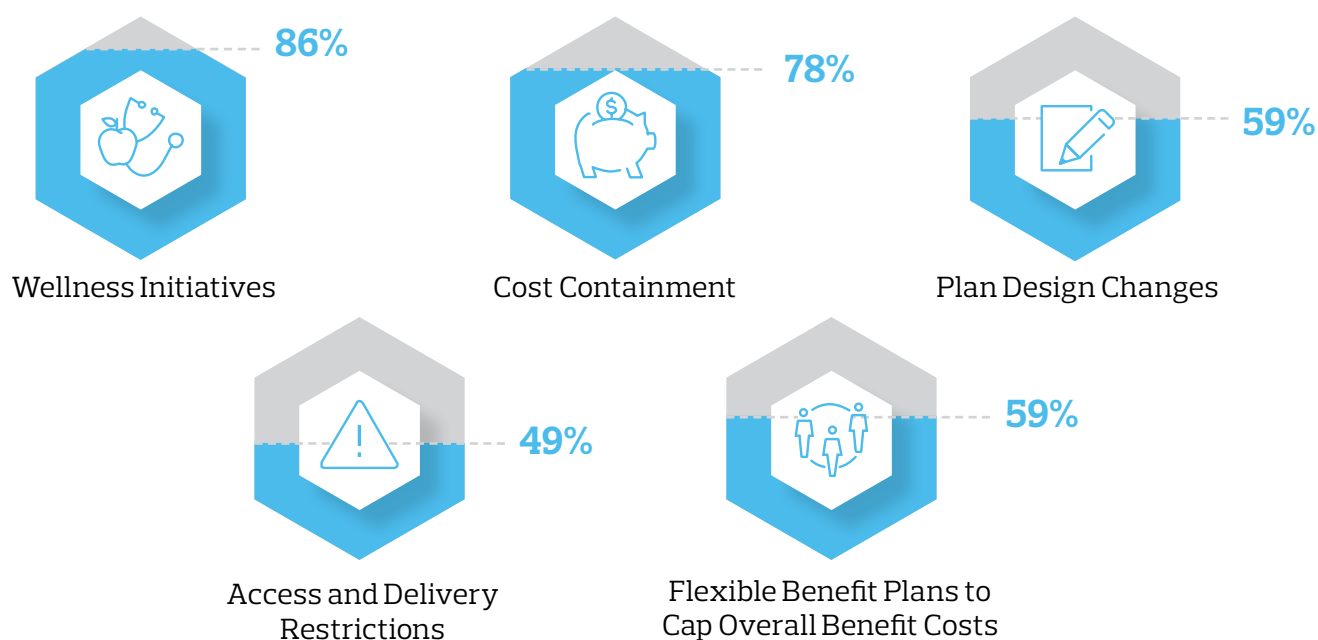 86%
78%
59%
$
Wellness Initiatives
Cost Containment
Plan Design Changes
!
49%
59%
Access and Delivery
Restrictions
Flexible Benefit Plans to
Cap Overall Benefit Costs